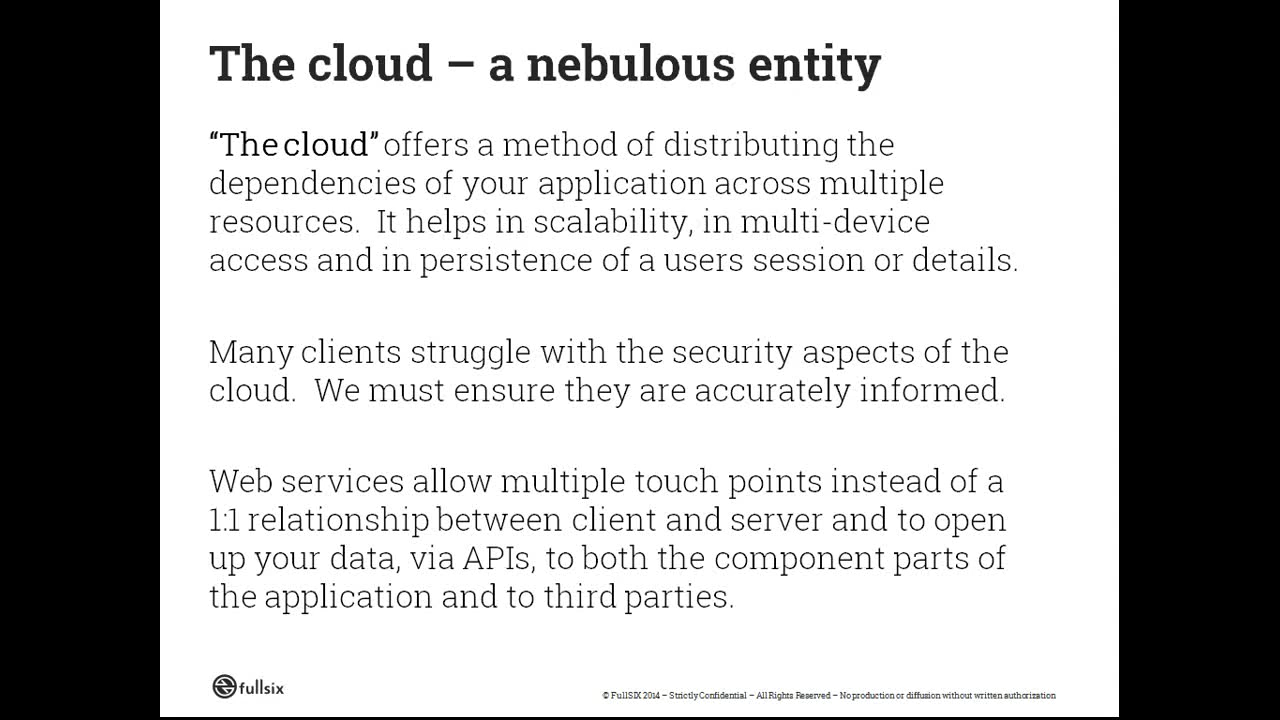 The cloud – a nebulous entity
“The cloud” offers a method of distributing the
dependencies of your application across multiple
resources.  It helps in scalability, in multi-device
access and in persistence of a users session or details.
Many clients struggle with the security aspects of the
cloud.  We must ensure they are accurately informed.
Web services allow multiple touch points instead of a
1:1 relationship between client and server and to open
up your data, via APIs, to both the component parts of
the application and to third parties.
fullsix
© FullSIX 2014 – Strictly Confidential – All Rights Reserved – No production or diffusion without written authorization